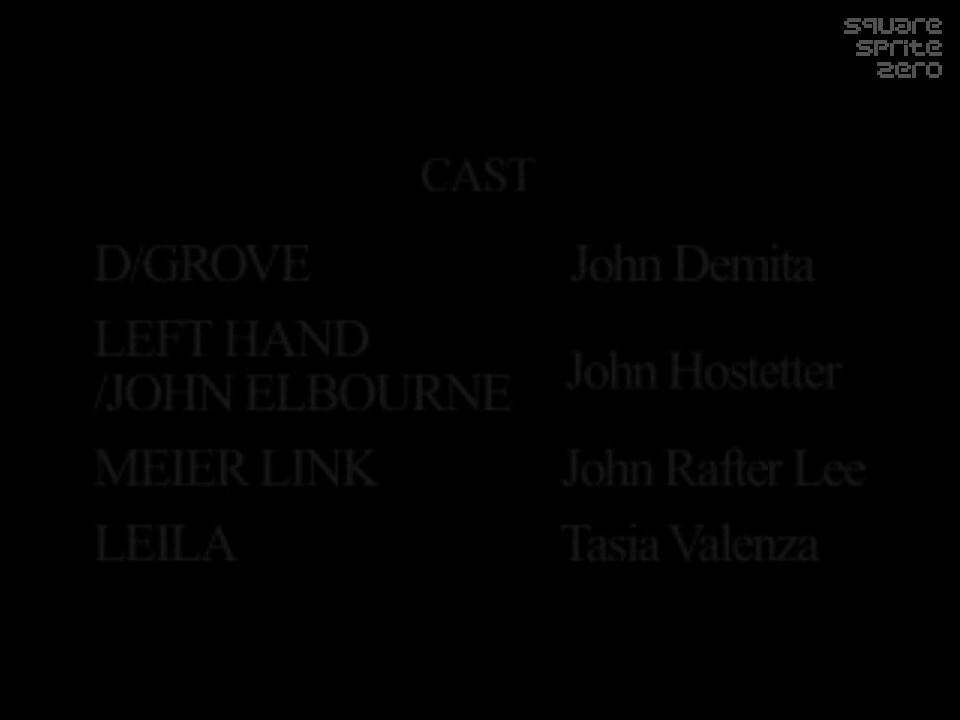 square
sprite
zero
CAST
D/GROVE John Demita
LEFT HAND
/JOHN ELBOURNE John Hostetter
MEIER LINK John Rafter Lee
LEILA Tasia Valenza